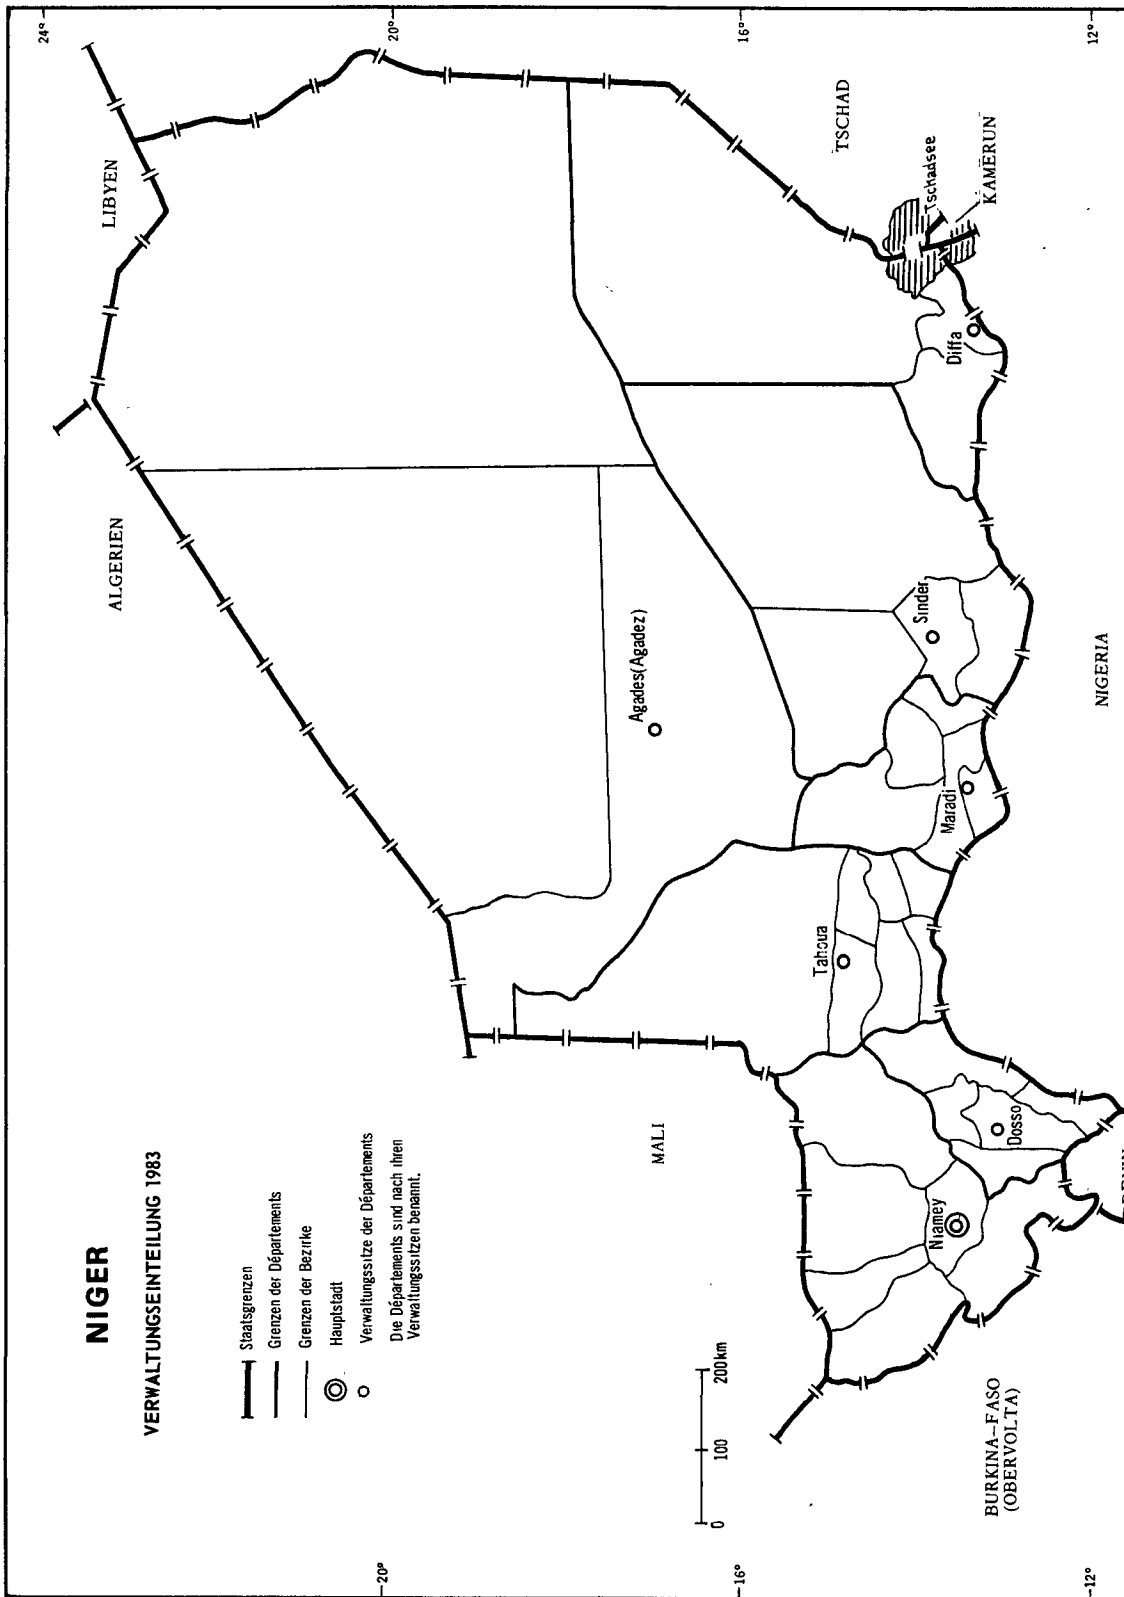 NIGER
VERWALTUNGSEINTEILUNG 1983
Staatsgrenzen
Grenzen der Départements
Grenzen der Bezirke
Hauptstadt
Verwaltungssitze der Départements
Die Départements sind nach ihren
Verwaltungssitzen benannt.
0 100 200km
24°
20°
16°
12°
20°
16°
12°
LIBYEN
ALGERIEN
TSCHAD
Tschadsee
KAMERUN
Diffa
Sinder
Agades(Agadez)
Maradi
Tahoua
NIGERIA
MALI
Dosso
Niamey
BURKINA-FASO
(OBERVOLTA)